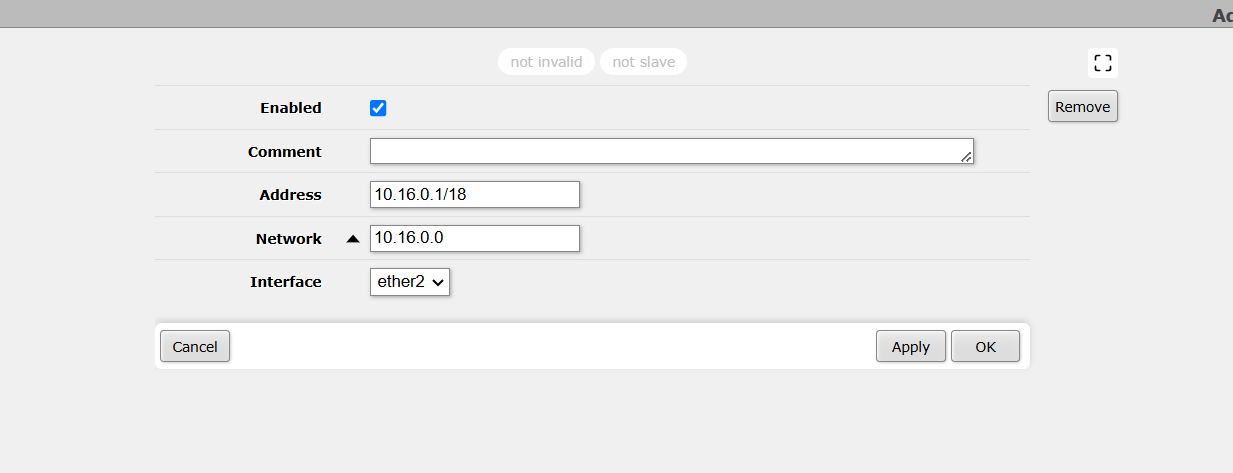 Ad
not invalid not slave
Enabled
Remove
Comment
Address 10.16.0.1/18
Network 10.16.0.0
Interface ether2
Cancel Apply OK